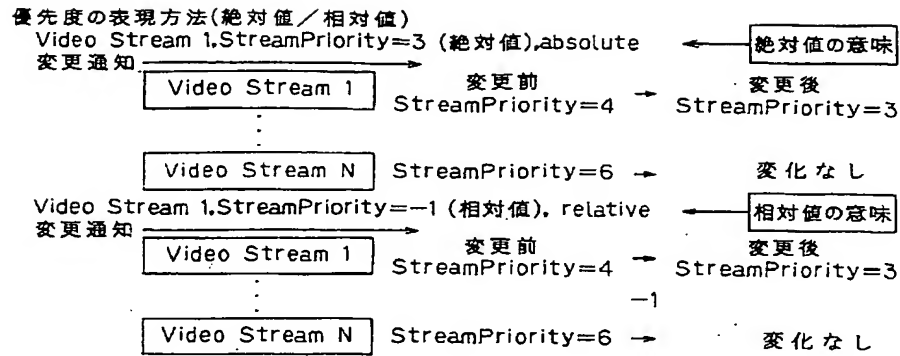 優先度の表現方法(絶対値/相対値)
Video Stream 1.StreamPriority=3 (絶対値),absolute ← 絶対値の意味
変更通知 →
Video Stream 1 変更前 変更後
StreamPriority=4 → StreamPriority=3
⋮
Video Stream N StreamPriority=6 → 変化なし
Video Stream 1.StreamPriority=-1 (相対値), relative ← 相対値の意味
変更通知 →
Video Stream 1 変更前 変更後
StreamPriority=4 → StreamPriority=3
⋮ -1
Video Stream N StreamPriority=6 → 変化なし